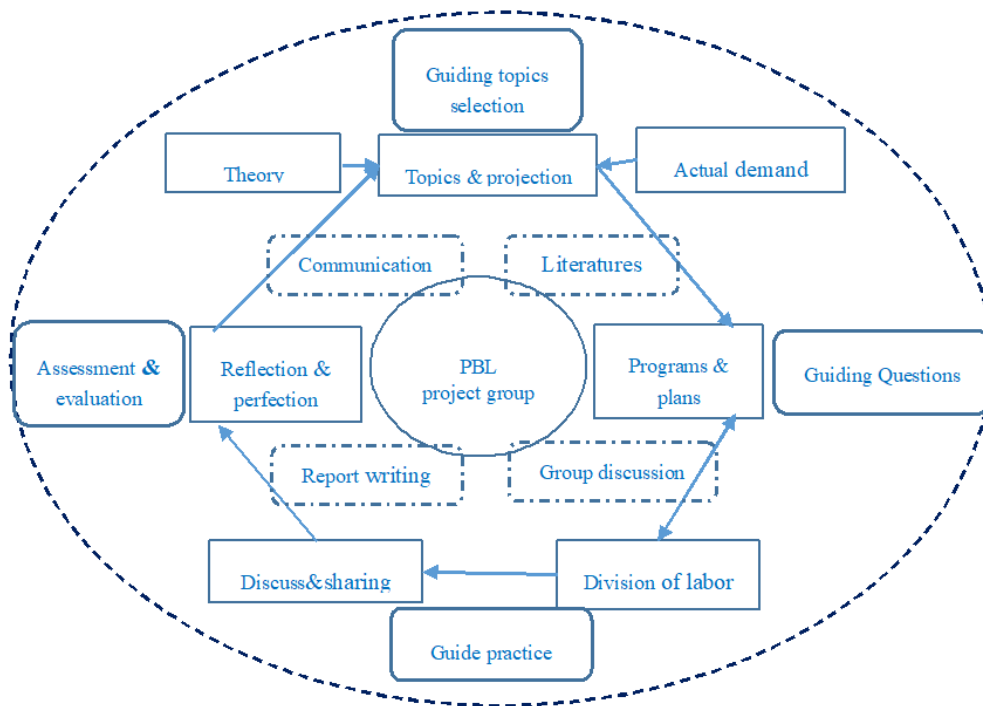 Guiding topics
selection
Theory
Topics & projection
Actual demand
Communication
Literatures
Assessment & evaluation
Reflection &
perfection
PBL
project group
Programs &
plans
Guiding Questions
Report writing
Group discussion
Discuss&sharing
Division of labor
Guide practice